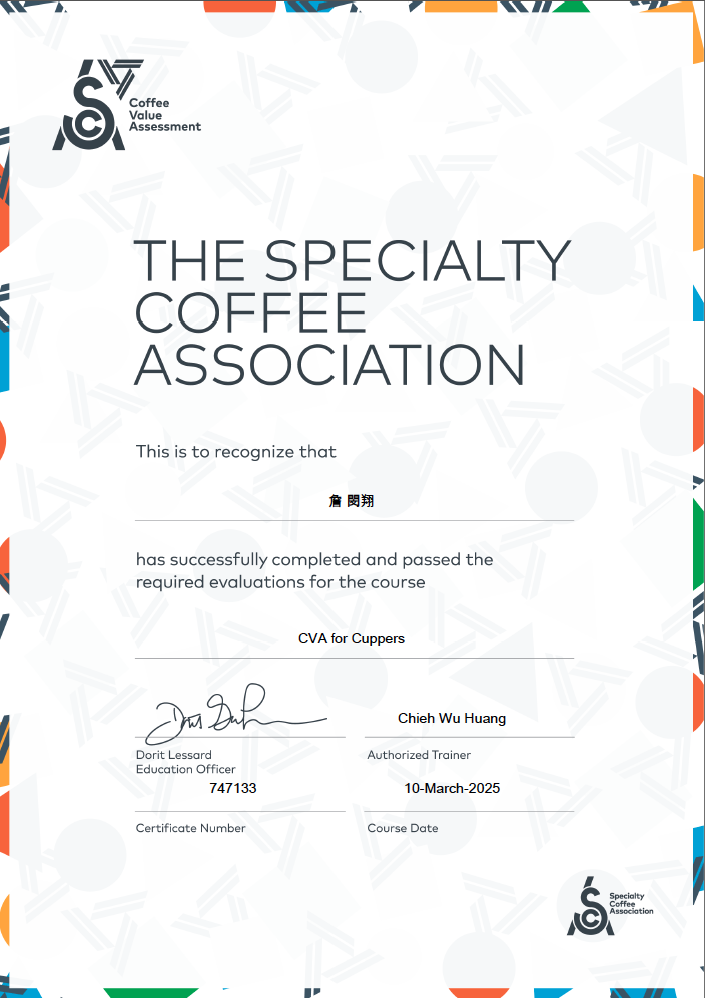 Coffee
Value
Assessment
THE SPECIALTY
COFFEE
ASSOCIATION
This is to recognize that
詹 閔翔
has successfully completed and passed the
required evaluations for the course
CVA for Cuppers
Chieh Wu Huang
Dorit Lessard
Education Officer
Authorized Trainer
747133
10-March-2025
Certificate Number
Course Date
Specialty
Coffee
Association